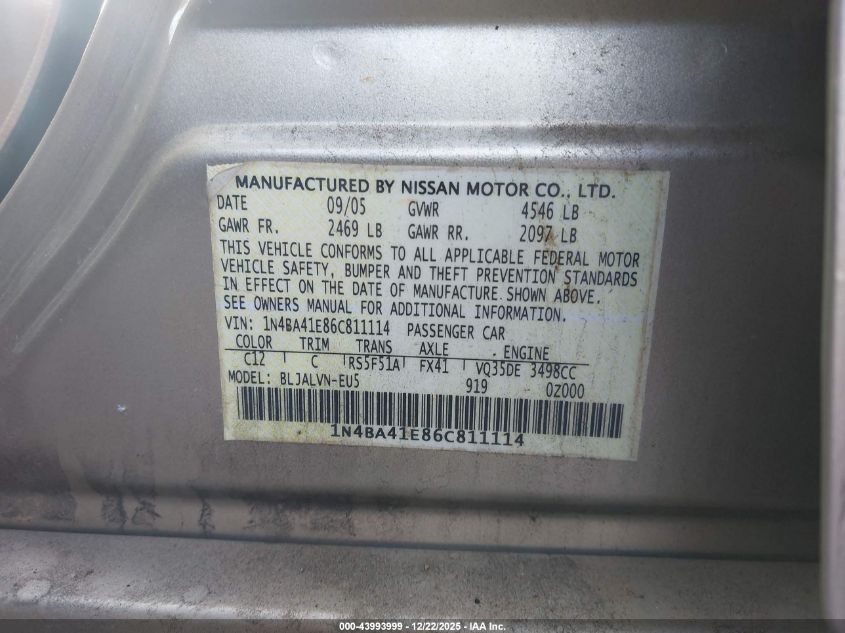 MANUFACTURED BY NISSAN MOTOR CO., LTD.
DATE 09/05 GVWR 4546 LB
GAWR FR. 2469 LB GAWR RR. 2097 LB
THIS VEHICLE CONFORMS TO ALL APPLICABLE FEDERAL MOTOR
VEHICLE SAFETY, BUMPER AND THEFT PREVENTION STANDARDS
IN EFFECT ON THE DATE OF MANUFACTURE SHOWN ABOVE.
SEE OWNERS MANUAL FOR ADDITIONAL INFORMATION.
VIN: 1N4BA41E86C811114 PASSENGER CAR
COLOR TRIM TRANS AXLE ENGINE
C12 C RS5F51A FX41 VQ35DE 3498CC
MODEL: BLJALVN-EU5 919 0Z000
1N4BA41E86C811114
000-43993999 - 12/22/2025 - IAA Inc.